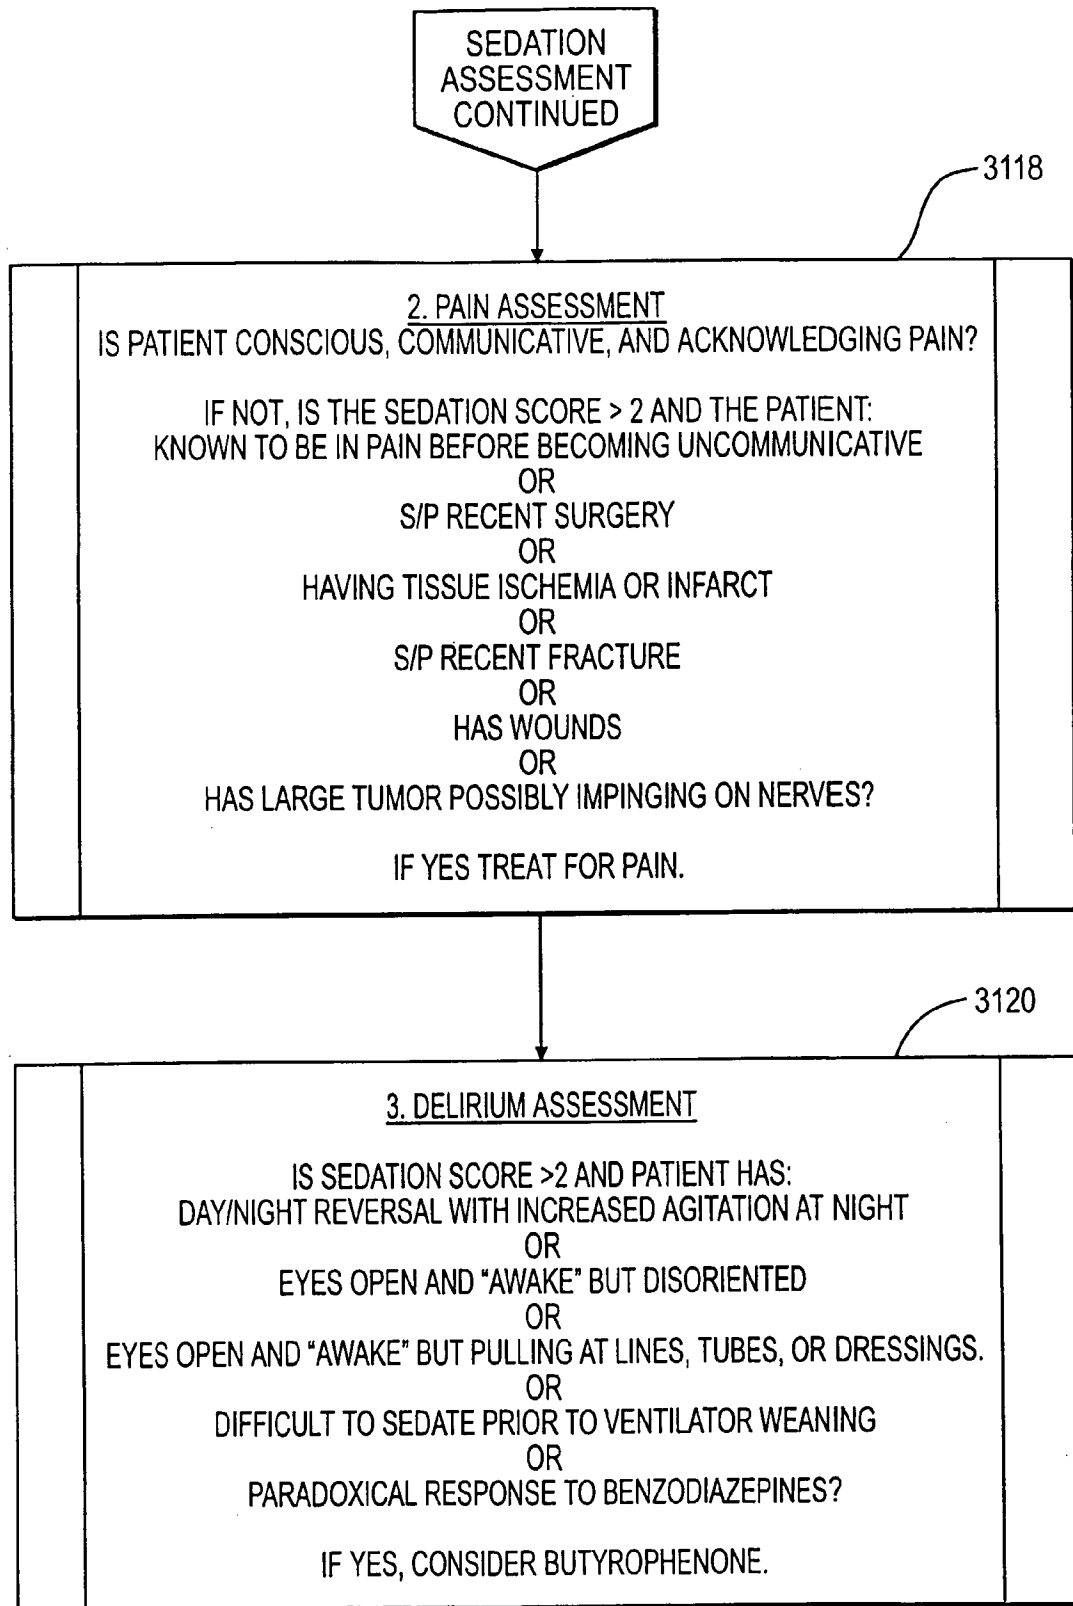 SEDATION
ASSESSMENT
CONTINUED
3118
2. PAIN ASSESSMENT
IS PATIENT CONSCIOUS, COMMUNICATIVE, AND ACKNOWLEDGING PAIN?
IF NOT, IS THE SEDATION SCORE > 2 AND THE PATIENT:
KNOWN TO BE IN PAIN BEFORE BECOMING UNCOMMUNICATIVE
OR
S/P RECENT SURGERY
OR
HAVING TISSUE ISCHEMIA OR INFARCT
OR
S/P RECENT FRACTURE
OR
HAS WOUNDS
OR
HAS LARGE TUMOR POSSIBLY IMPINGING ON NERVES?
IF YES TREAT FOR PAIN.
3120
3. DELIRIUM ASSESSMENT
IS SEDATION SCORE >2 AND PATIENT HAS:
DAY/NIGHT REVERSAL WITH INCREASED AGITATION AT NIGHT
OR
EYES OPEN AND "AWAKE" BUT DISORIENTED
OR
EYES OPEN AND "AWAKE" BUT PULLING AT LINES, TUBES, OR DRESSINGS.
OR
DIFFICULT TO SEDATE PRIOR TO VENTILATOR WEANING
OR
PARADOXICAL RESPONSE TO BENZODIAZEPINES?
IF YES, CONSIDER BUTYROPHENONE.